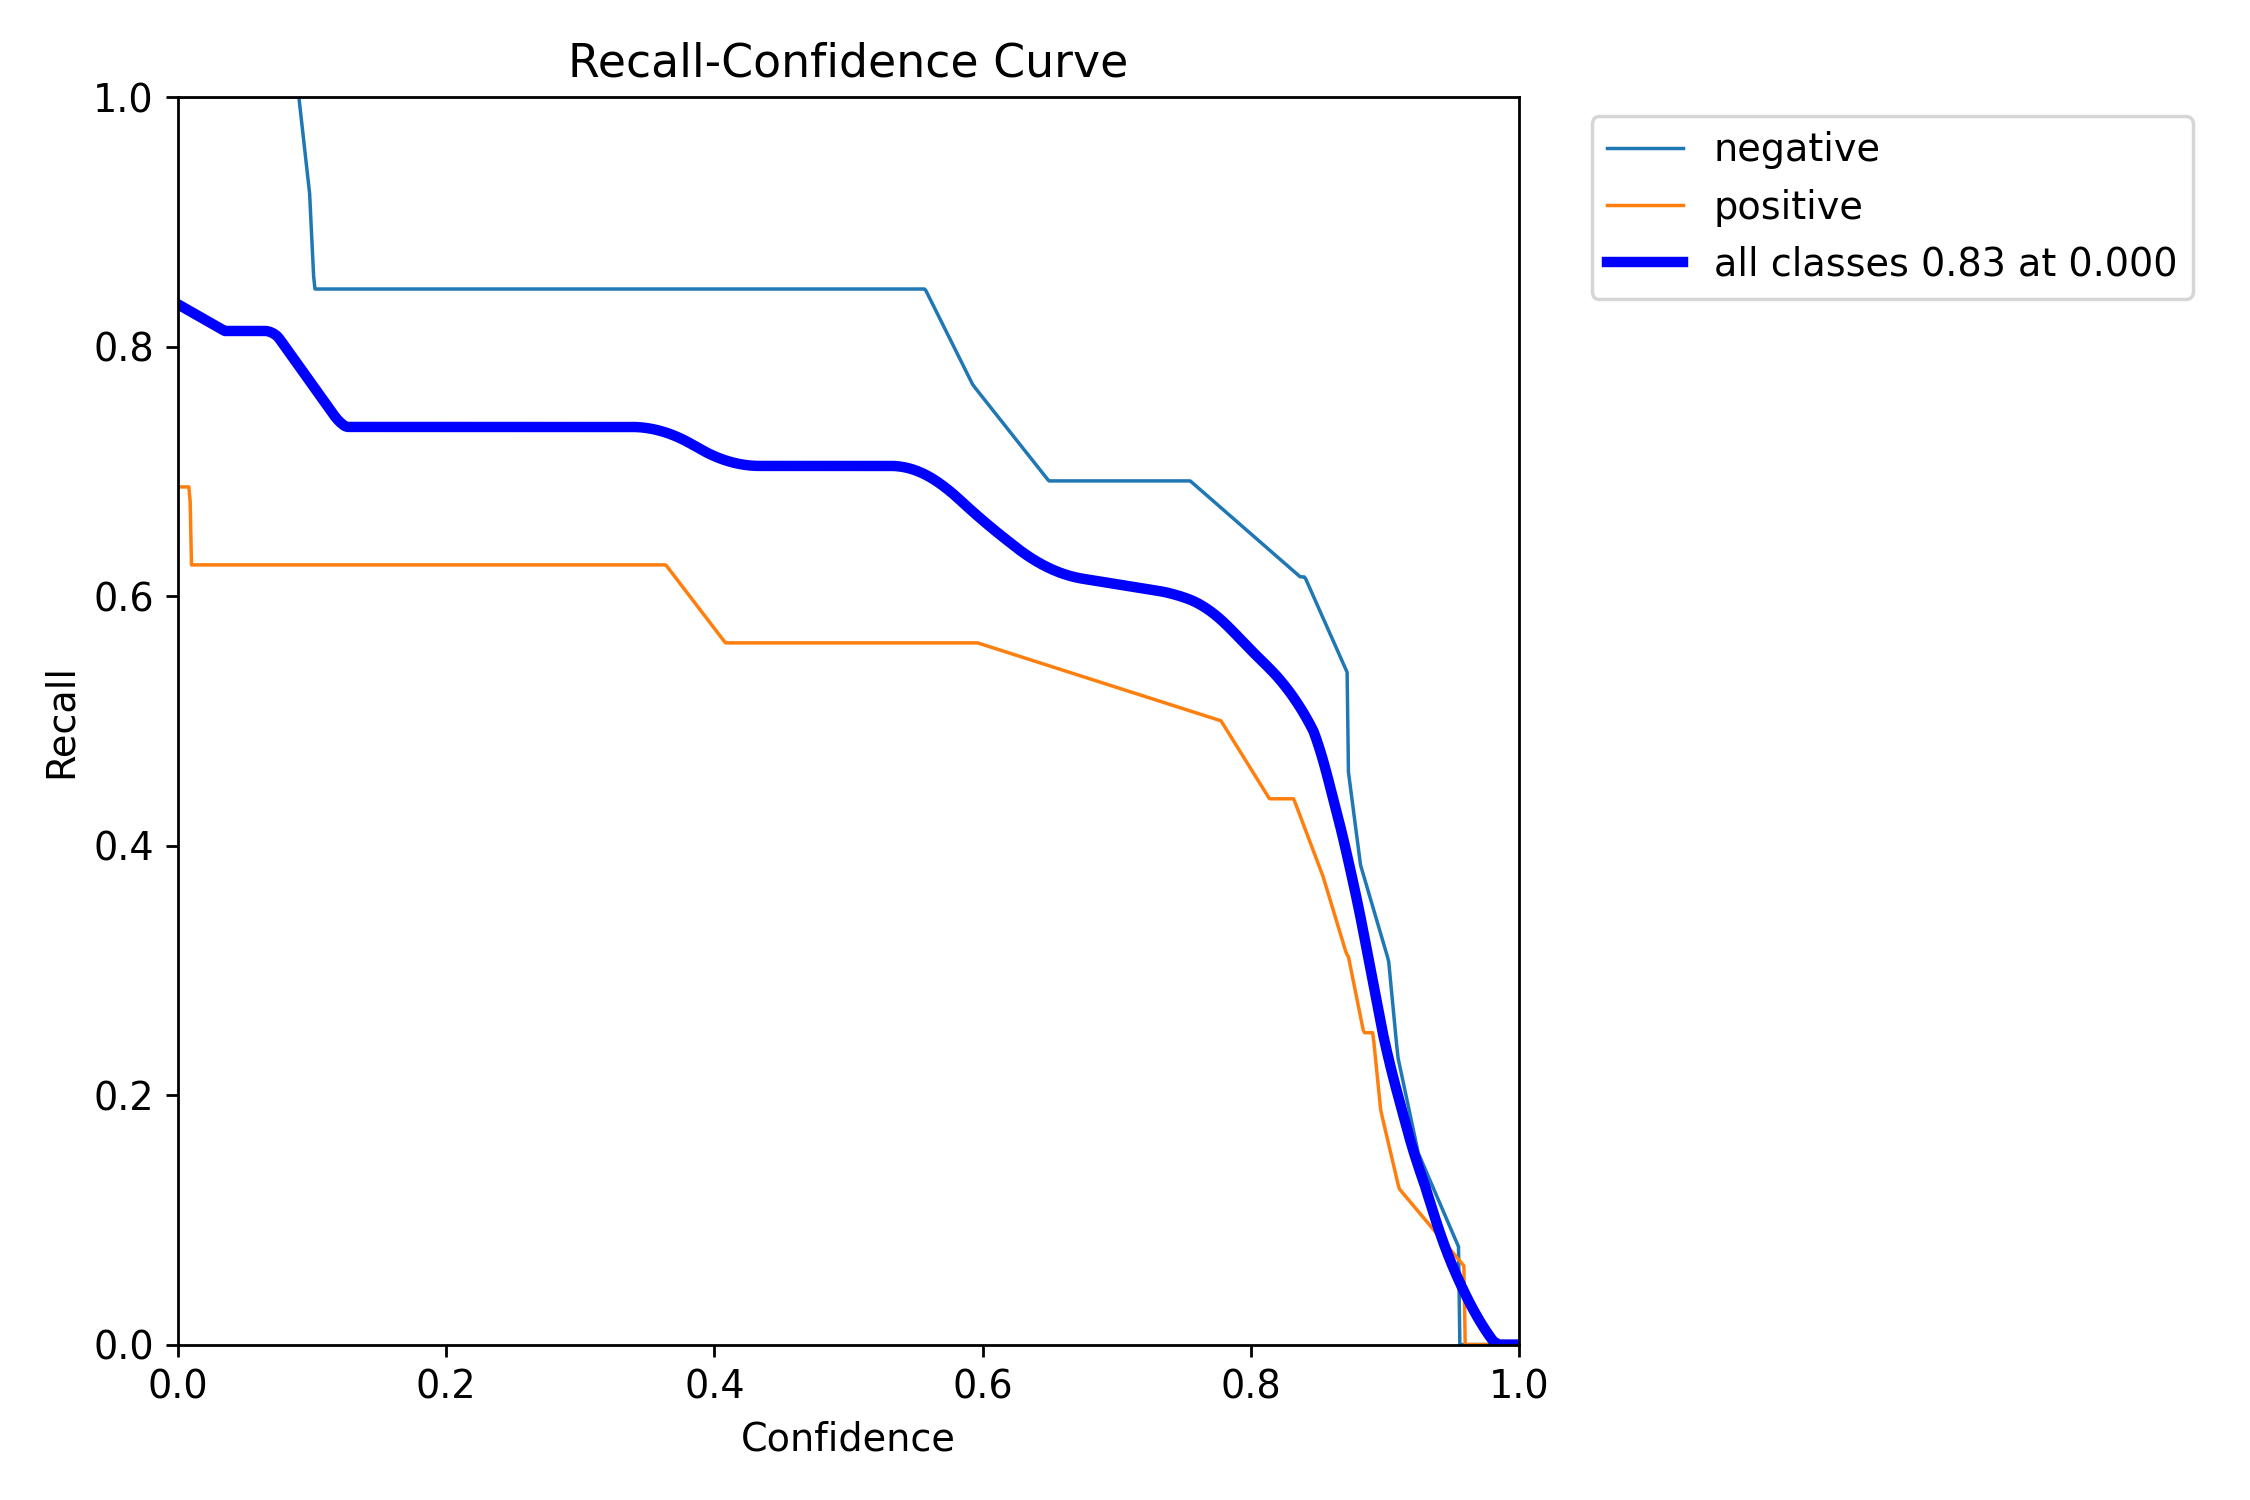 Recall-Confidence Curve
1.0
0.8
0.6
0.4
0.2
0.0
Recall
0.0 0.2 0.4 0.6 0.8 1.0
Confidence
negative
positive
all classes 0.83 at 0.000